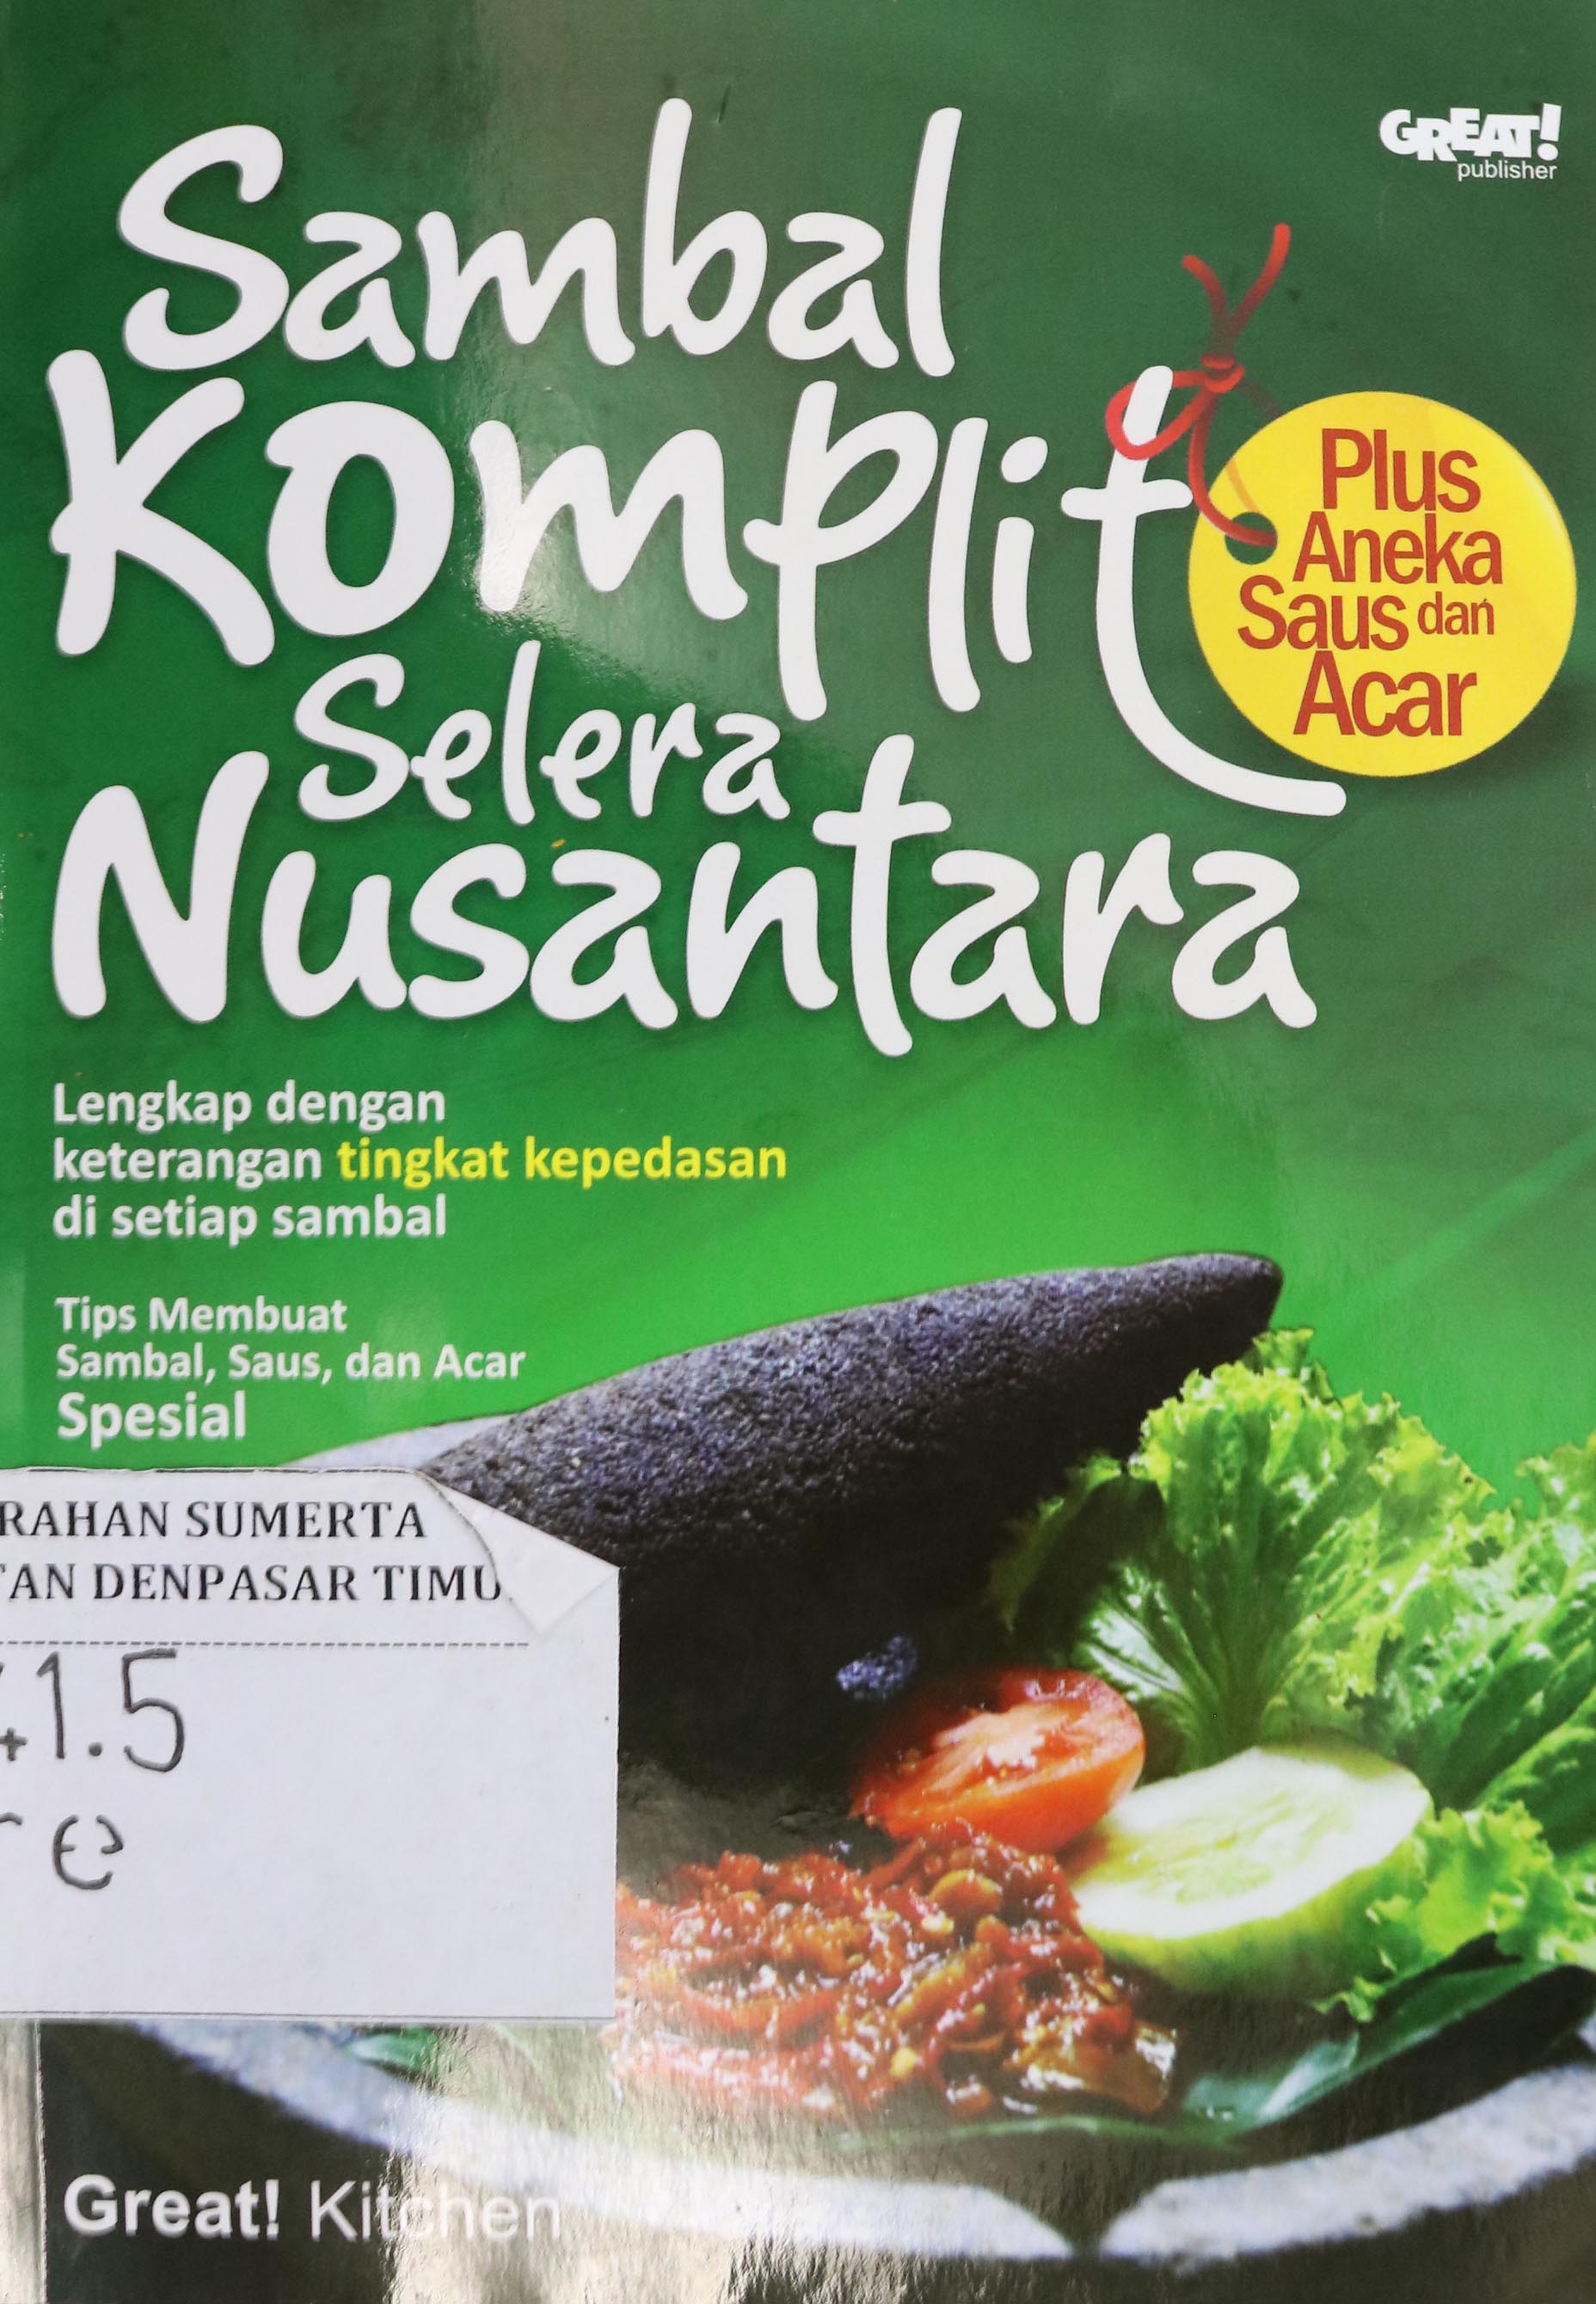 GREAT!
publisher
Sambal
Komplit
Selera
Nusantara
Plus
Aneka
Saus dan
Acar
Lengkap dengan
keterangan tingkat kepedasan
di setiap sambal
Tips Membuat
Sambal, Saus, dan Acar
Spesial
RAHAN SUMERTA
TAN DENPASAR TIMU
1.5
e
Great! Kitchen